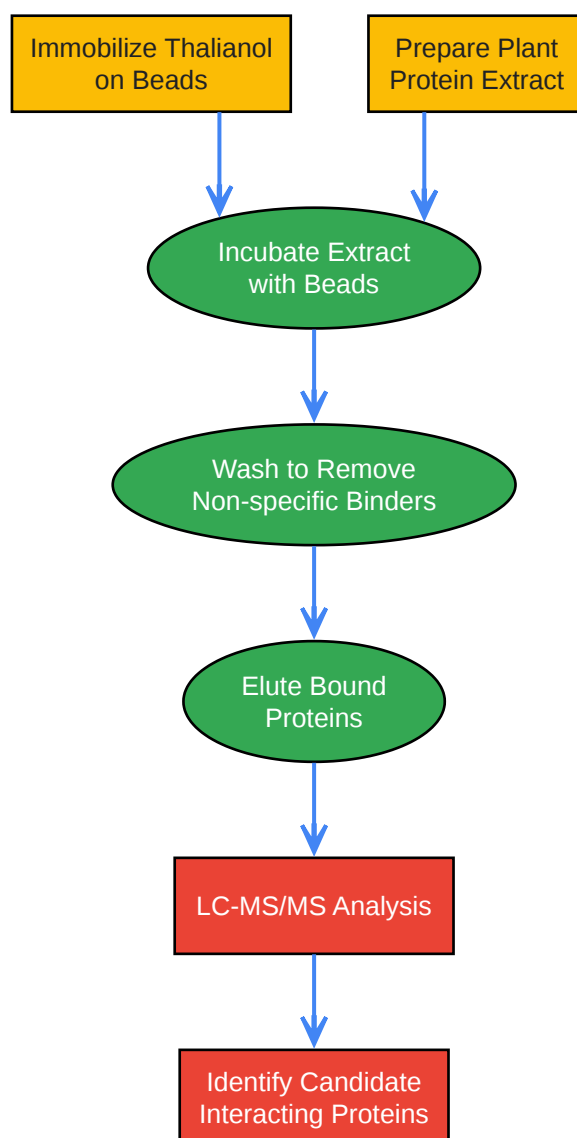 Immobilize Thalianol
on Beads
Prepare Plant
Protein Extract
Incubate Extract
with Beads
Wash to Remove
Non-specific Binders
Elute Bound
Proteins
LC-MS/MS Analysis
Identify Candidate
Interacting Proteins